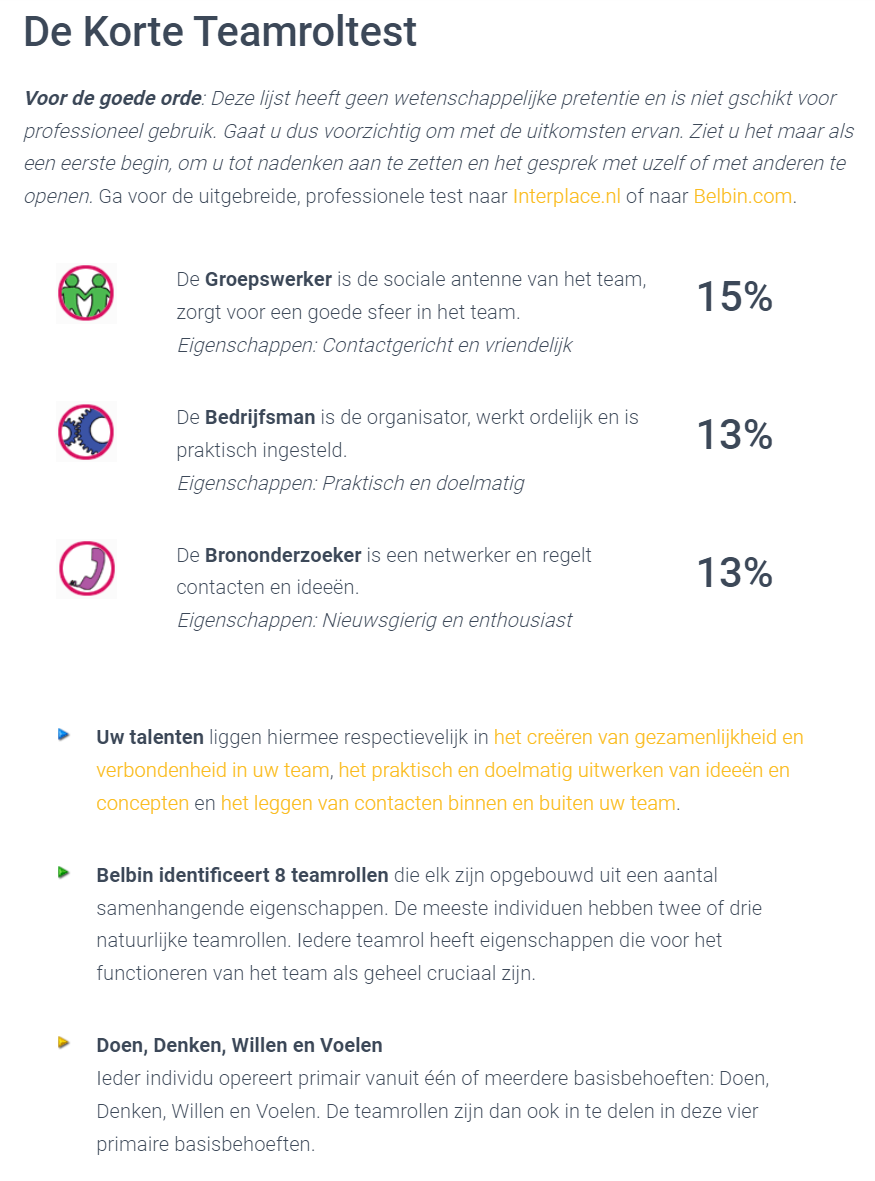 De Korte Teamroltest
Voor de goede orde: Deze lijst heeft geen wetenschappelijke pretentie en is niet gschikt voor
professioneel gebruik. Gaat u dus voorzichtig om met de uitkomsten ervan. Ziet u het maar als
een eerste begin, om u tot nadenken aan te zetten en het gesprek met uzelf of met anderen te
openen. Ga voor de uitgebreide, professionele test naar Interplace.nl of naar Belbin.com.
De Groepswerker is de sociale antenne van het team,
zorgt voor een goede sfeer in het team.
Eigenschappen: Contactgericht en vriendelijk
15%
De Bedrijfsman is de organisator, werkt ordelijk en is
praktisch ingesteld.
Eigenschappen: Praktisch en doelmatig
13%
De Brononderzoeker is een netwerker en regelt
contacten en ideeën.
Eigenschappen: Nieuwsgierig en enthousiast
13%
Uw talenten liggen hiermee respectievelijk in het creëren van gezamenlijkheid en
verbondenheid in uw team, het praktisch en doelmatig uitwerken van ideeën en
concepten en het leggen van contacten binnen en buiten uw team.
Belbin identificeert 8 teamrollen die elk zijn opgebouwd uit een aantal
samenhangende eigenschappen. De meeste individuen hebben twee of drie
natuurlijke teamrollen. Iedere teamrol heeft eigenschappen die voor het
functioneren van het team als geheel cruciaal zijn.
Doen, Denken, Willen en Voelen
Ieder individu opereert primair vanuit één of meerdere basisbehoeften: Doen,
Denken, Willen en Voelen. De teamrollen zijn dan ook in te delen in deze vier
primaire basisbehoeften.